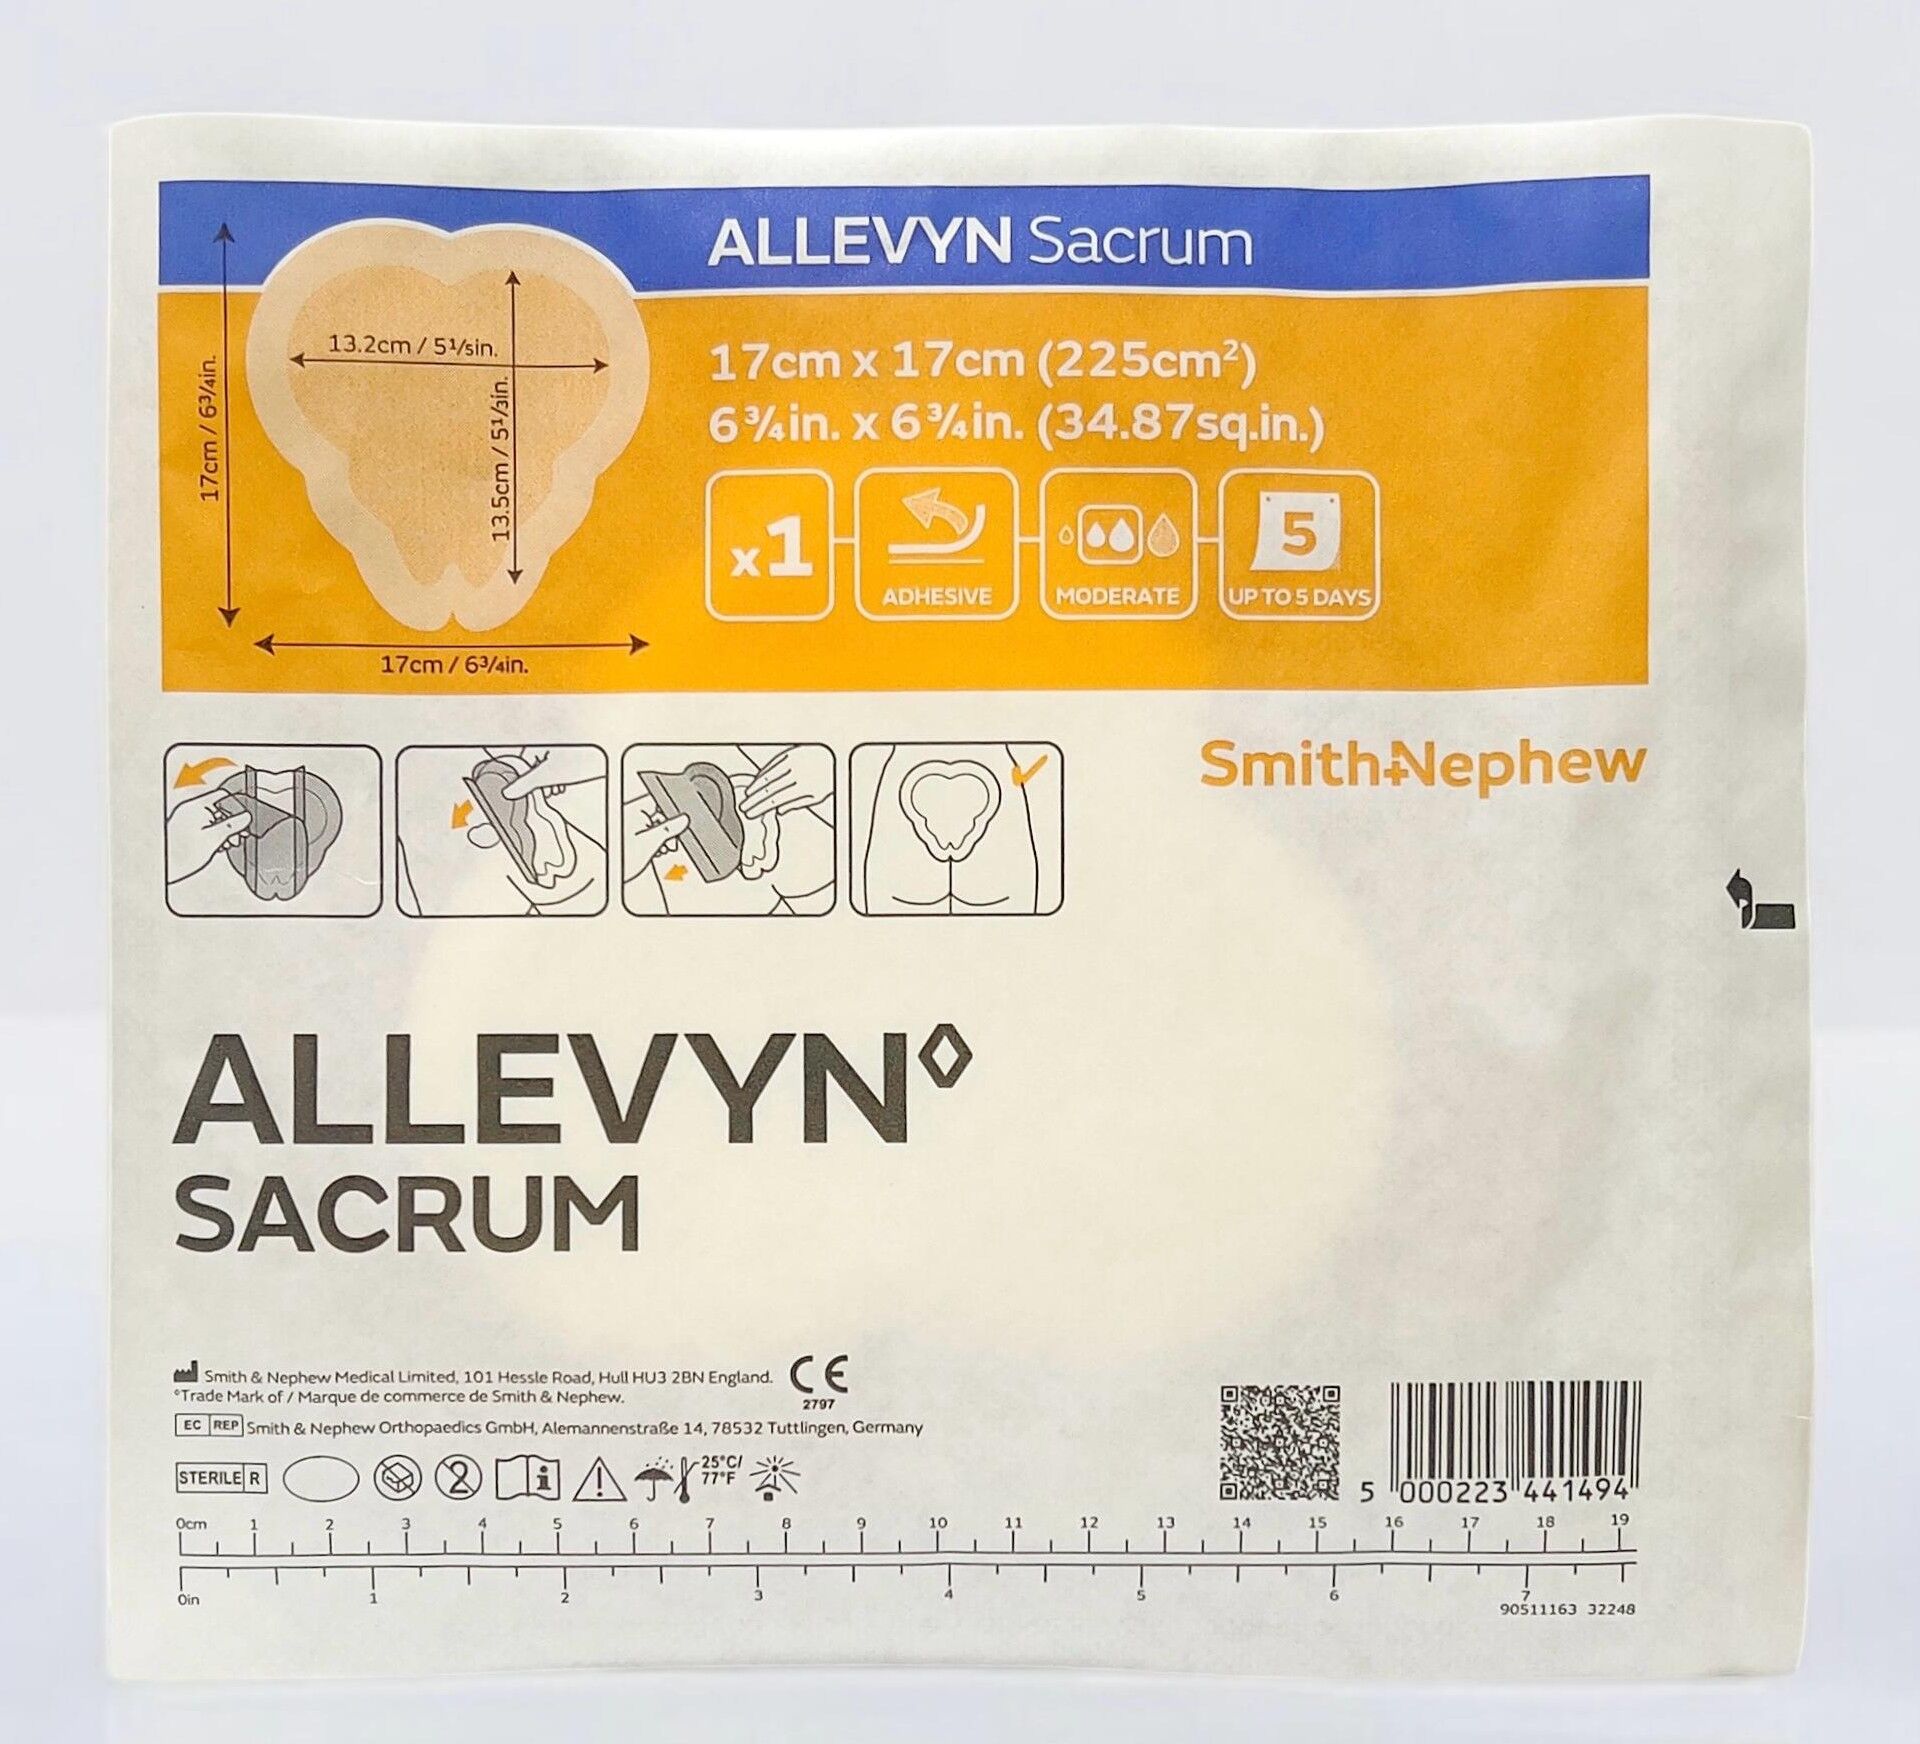 ALLEVYN Sacrum
17cm x 17cm (225cm²)
6¾in. x 6¾in. (34.87sq.in.)
13.2cm / 5¹/5in.
13.5cm / 5¹/3in.
17cm / 6³/4in.
17cm / 6³/4in.
x1
ADHESIVE
MODERATE
5
UP TO 5 DAYS
Smith+Nephew
ALLEVYN◊
SACRUM
Smith & Nephew Medical Limited, 101 Hessle Road, Hull HU3 2BN England.
CE
2797
◊Trade Mark of / Marque de commerce de Smith & Nephew.
EC REP Smith & Nephew Orthopaedics GmbH, Alemannenstraße 14, 78532 Tuttlingen, Germany
STERILE R
2
i
25°C/
77°F
5 000223 441494
0cm 1 2 3 4 5 6 7 8 9 10 11 12 13 14 15 16 17 18 19
0in 1 2 3 4 5 6 7
90511163 32248